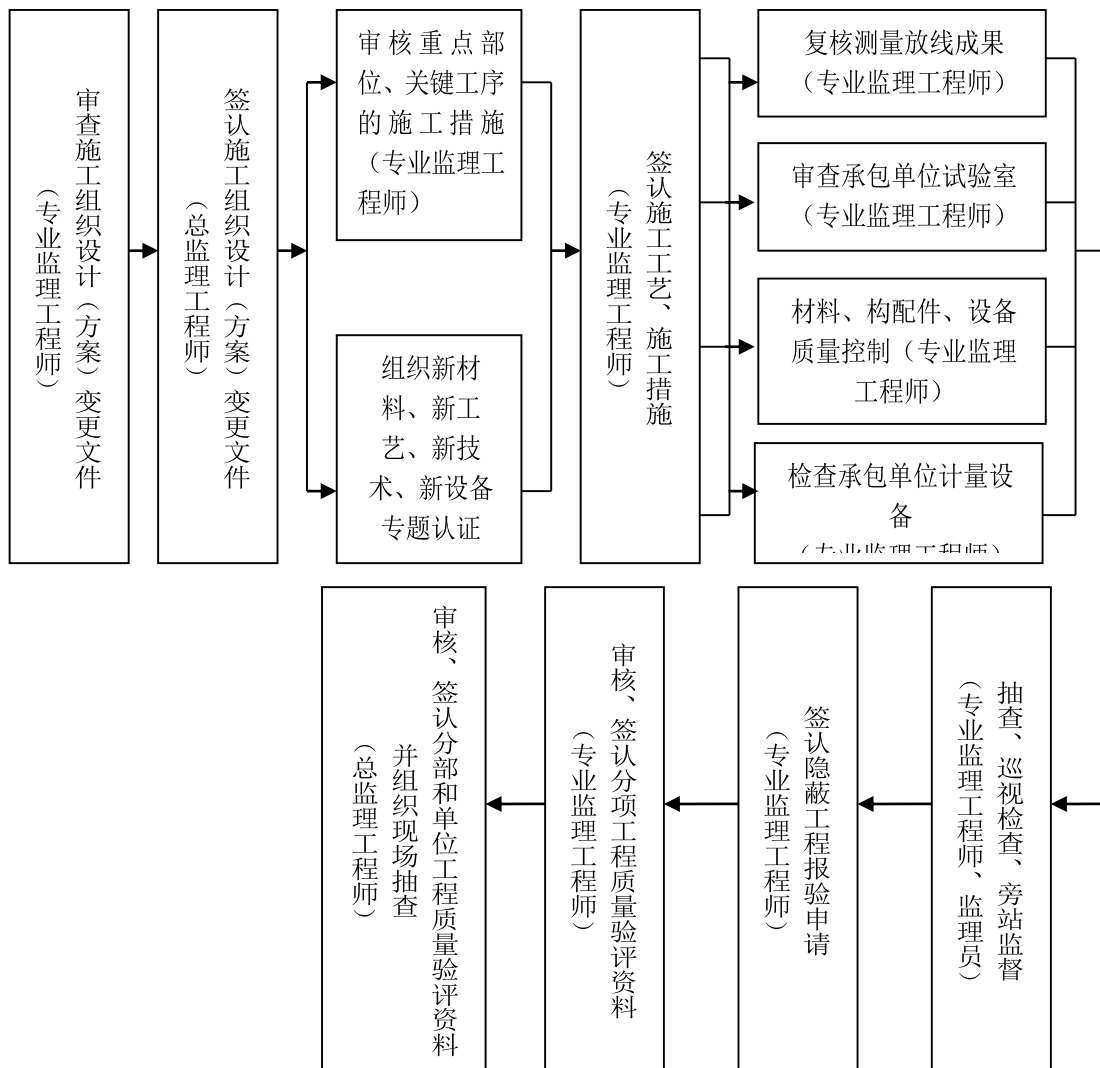 审查施工组织设计（方案）变更文件
（专业监理工程师）
签认施工组织设计（方案）变更文件
（总监理工程师）
审核重点部
位、关键工序
的施工措施
（专业监理工
程师）
组织新材
料、新工
艺、新技
术、新设备
专题认证
签认施工工艺、施工措施
（专业监理工程师）
复核测量放线成果
（专业监理工程师）
审查承包单位试验室
（专业监理工程师）
材料、构配件、设备
质量控制（专业监理
工程师）
检查承包单位计量设
备
（专业监理工程师）
抽查、巡视检查、旁站监督
（专业监理工程师、监理员）
签认隐蔽工程报验申请
（专业监理工程师）
审核、签认分项工程质量验评资料
（专业监理工程师）
审核、签认分部和单位工程质量验评资料
并组织现场抽查
（总监理工程师）